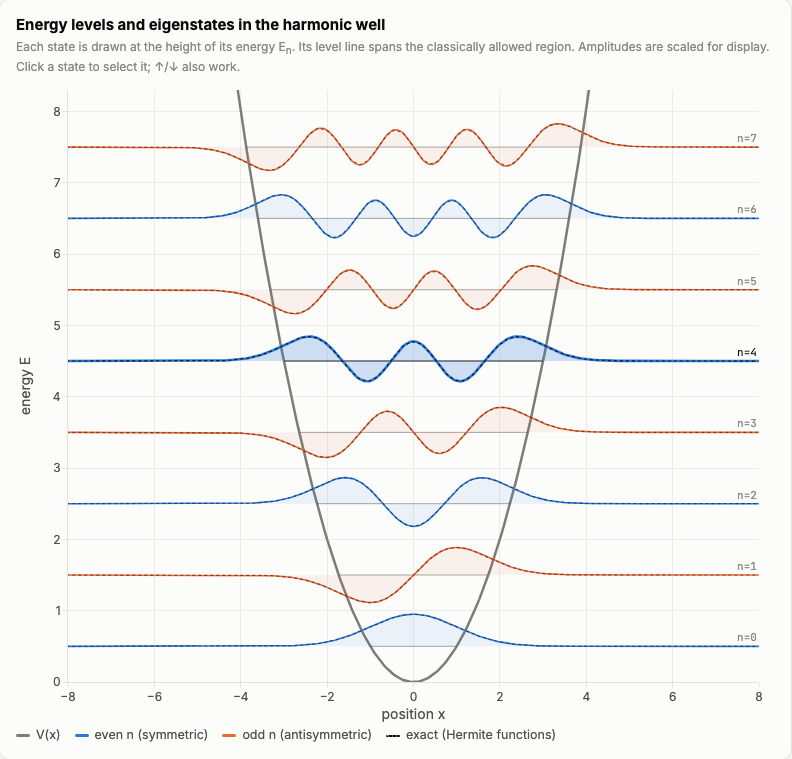 Energy levels and eigenstates in the harmonic well
Each state is drawn at the height of its energy Eₙ. Its level line spans the classically allowed region. Amplitudes are scaled for display.
Click a state to select it; ↑/↓ also work.
8
n=7
7
n=6
6
n=5
5
n=4
energy E
4
n=3
3
n=2
2
n=1
1
n=0
0
−8 −6 −4 −2 0 2 4 6 8
position x
V(x) even n (symmetric) odd n (antisymmetric) exact (Hermite functions)